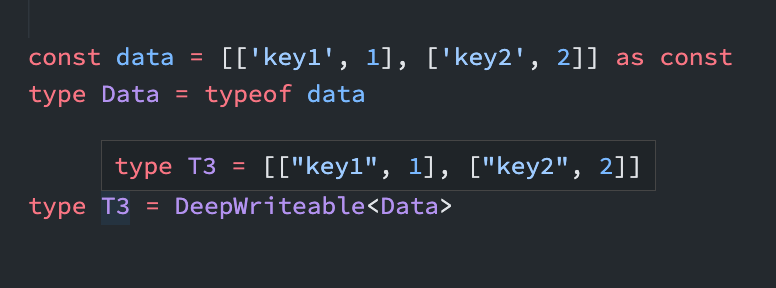 const data = [['key1', 1], ['key2', 2]] as const
type Data = typeof data
type T3 = [["key1", 1], ["key2", 2]]
type T3 = DeepWriteable<Data>